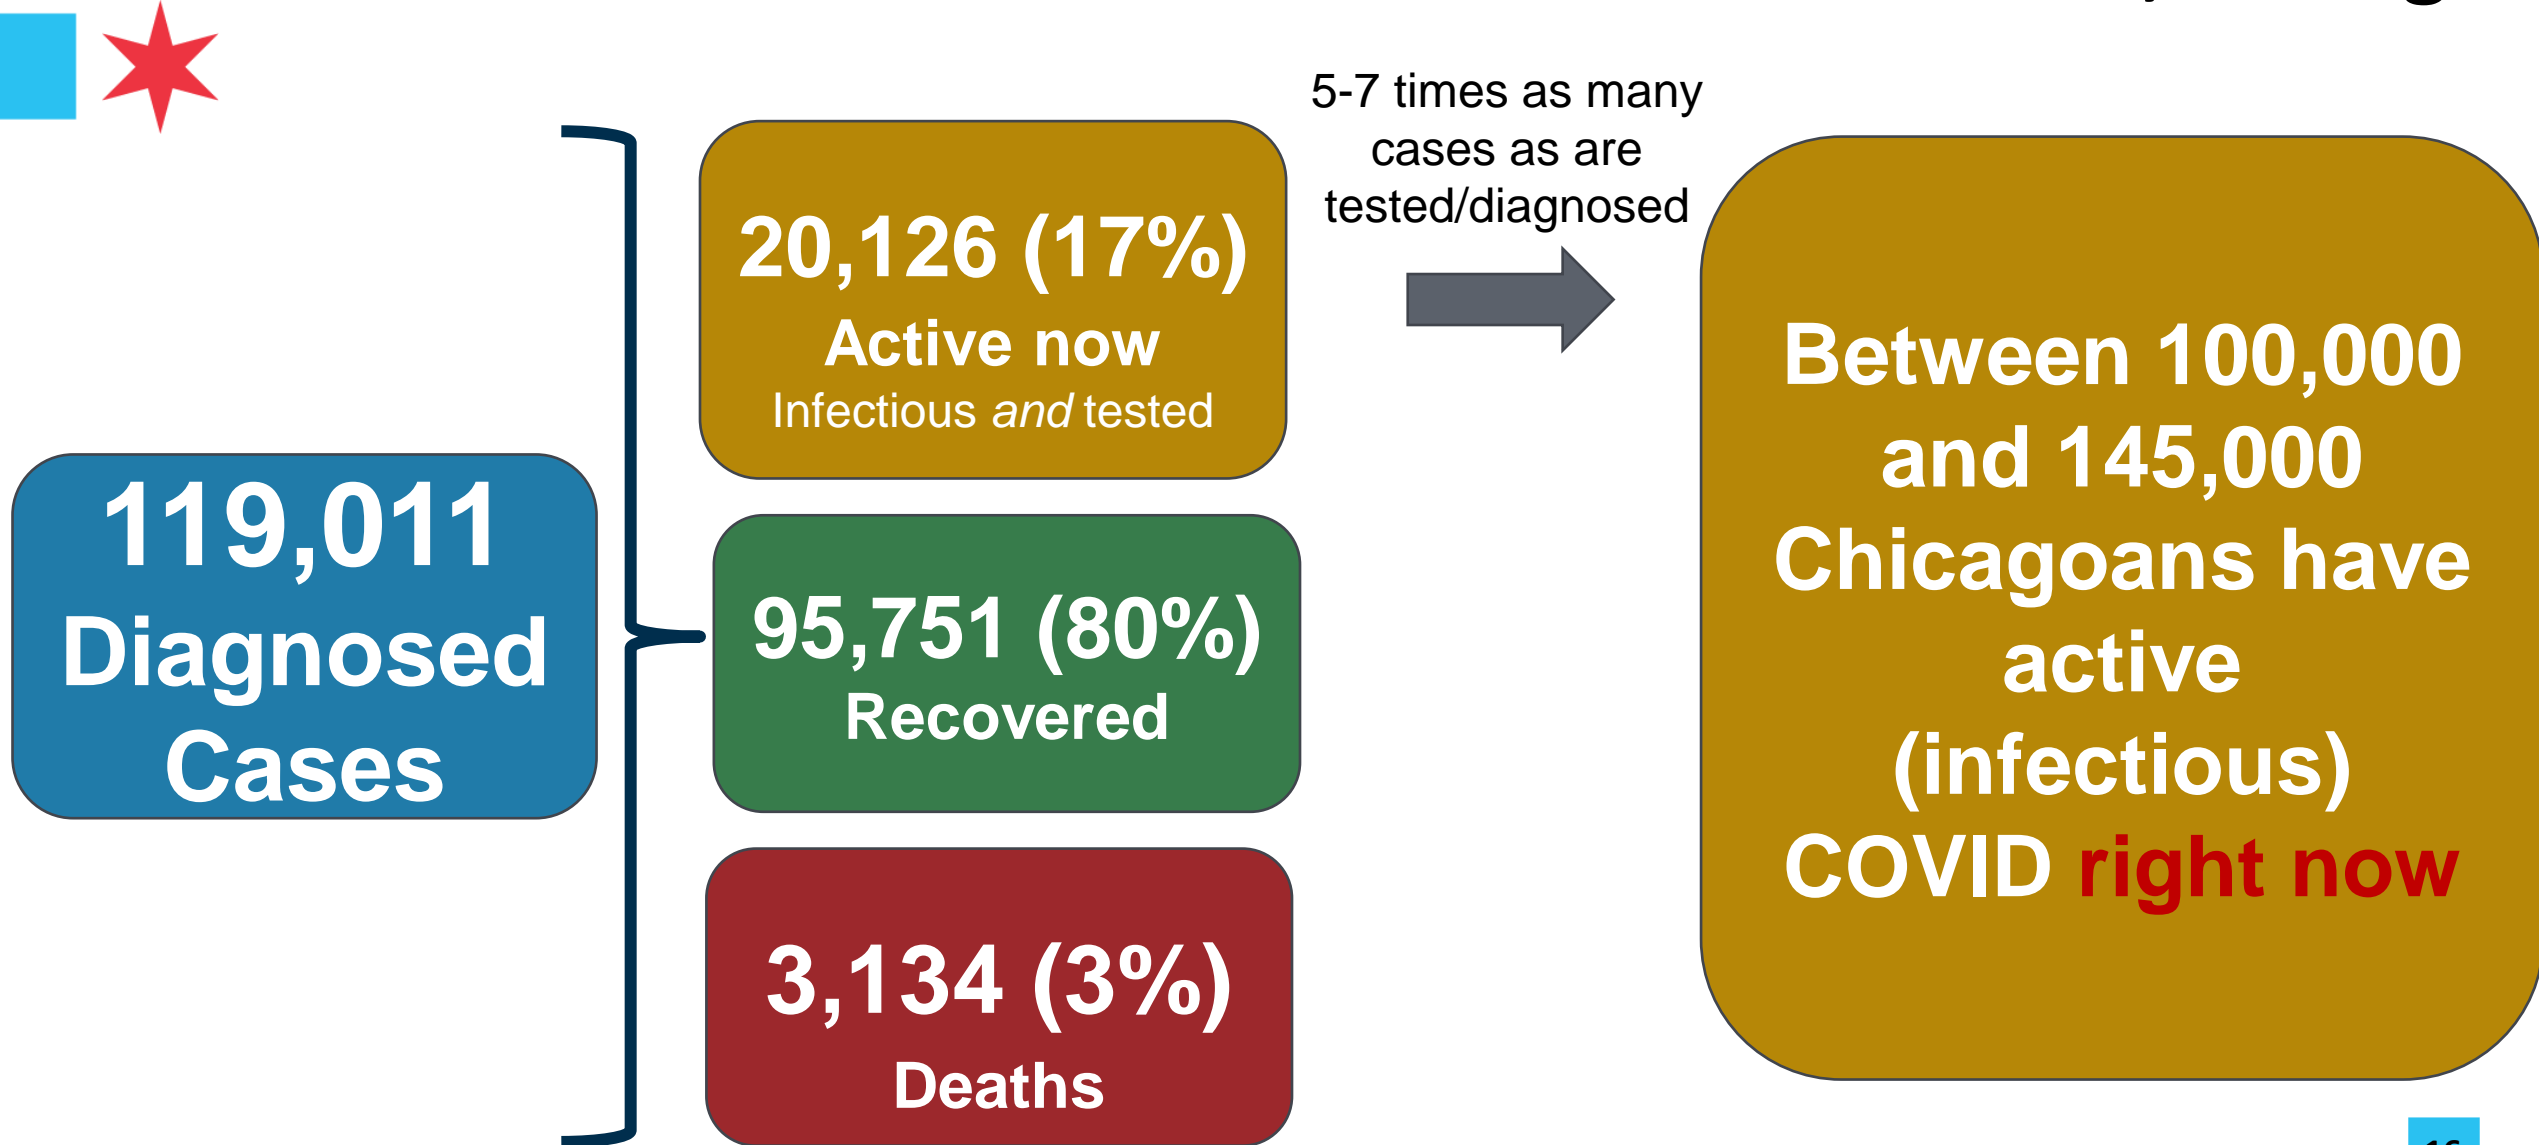 119,011
Diagnosed
Cases
20,126 (17%)
Active now
Infectious and tested
95,751 (80%)
Recovered
3,134 (3%)
Deaths
5-7 times as many
cases as are
tested/diagnosed
Between 100,000
and 145,000
Chicagoans have
active
(infectious)
COVID right now